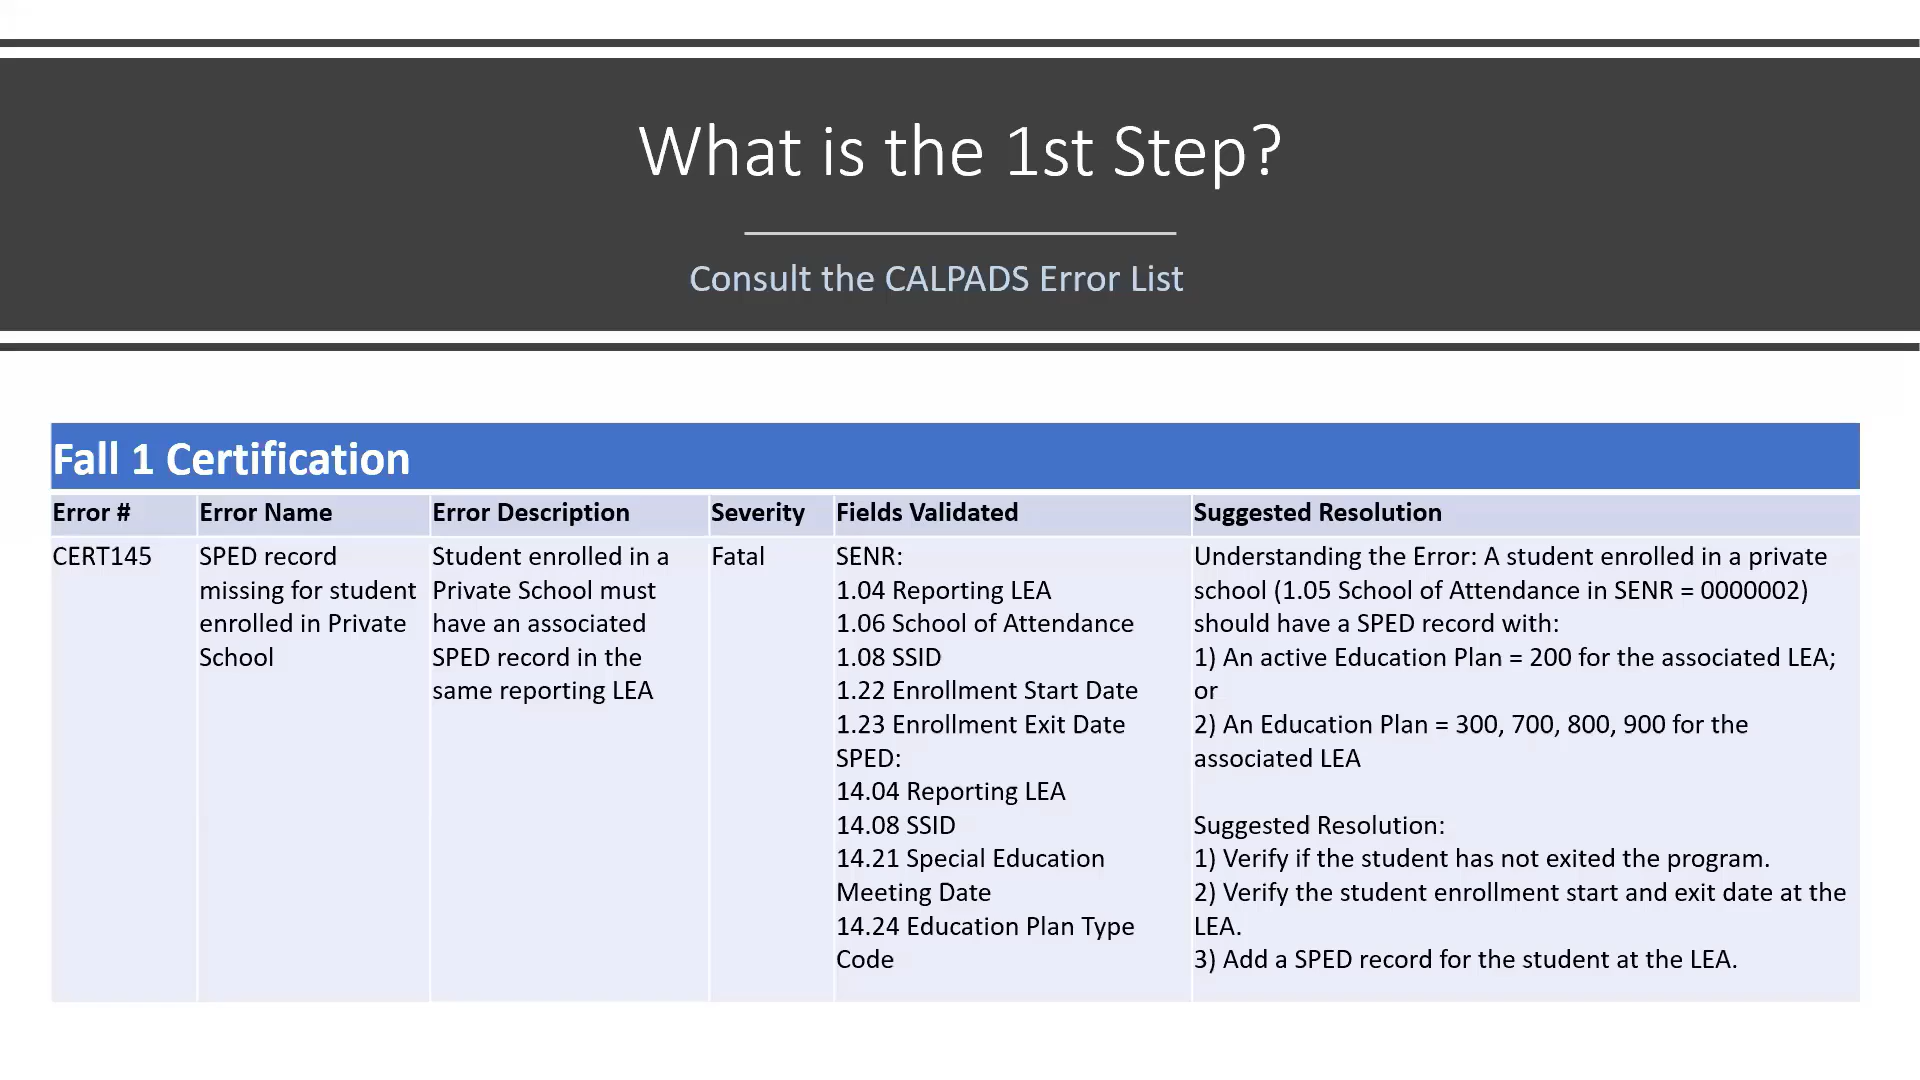 What is the 1st Step?
Consult the CALPADS Error List
Fall 1 Certification
Error #
Error Name
Error Description
Severity
Fields Validated
Suggested Resolution
CERT145
SPED record
missing for student
enrolled in Private
School
Student enrolled in a
Private School must
have an associated
SPED record in the
same reporting LEA
Fatal
SENR:
1.04 Reporting LEA
1.06 School of Attendance
1.08 SSID
1.22 Enrollment Start Date
1.23 Enrollment Exit Date
SPED:
14.04 Reporting LEA
14.08 SSID
14.21 Special Education
Meeting Date
14.24 Education Plan Type
Code
Understanding the Error: A student enrolled in a private
school (1.05 School of Attendance in SENR = 0000002)
should have a SPED record with:
1) An active Education Plan = 200 for the associated LEA;
or
2) An Education Plan = 300, 700, 800, 900 for the
associated LEA
Suggested Resolution:
1) Verify if the student has not exited the program.
2) Verify the student enrollment start and exit date at the
LEA.
3) Add a SPED record for the student at the LEA.